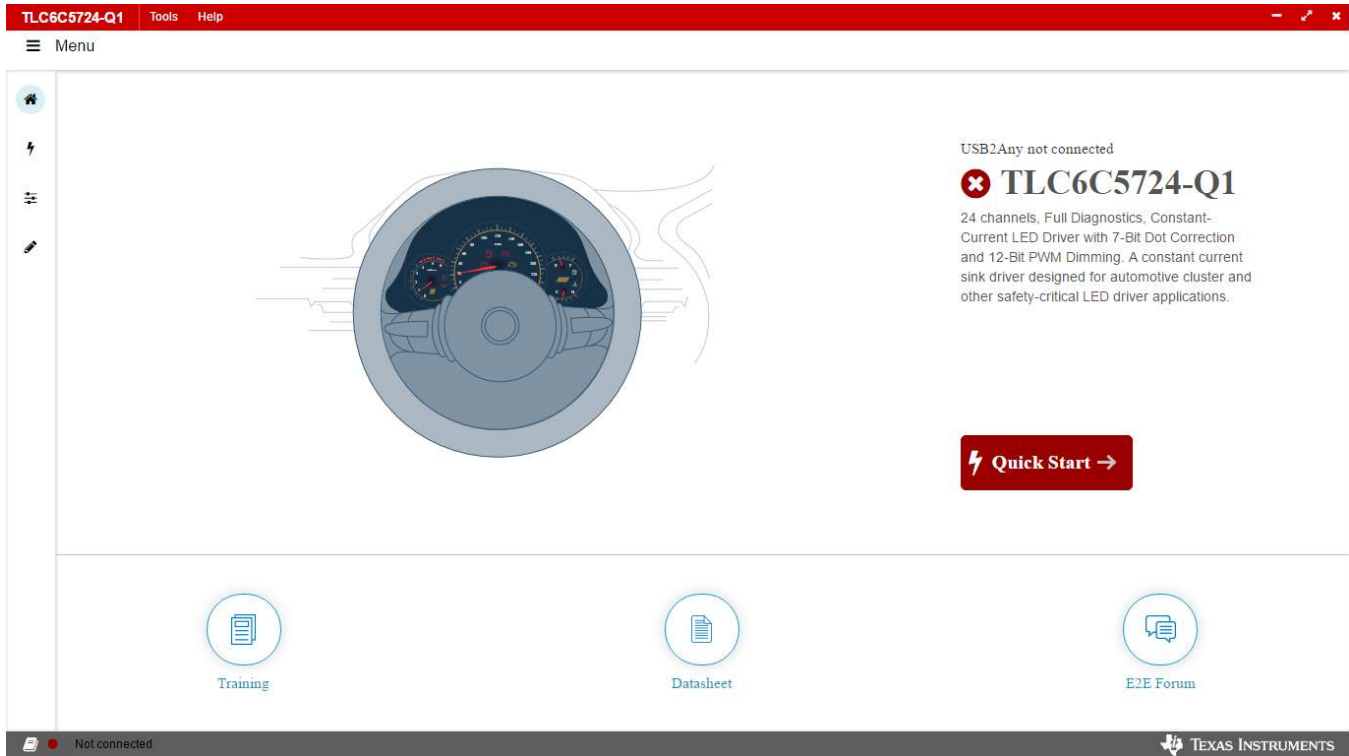 TLC6C5724-Q1 Tools Help
Menu
USB2Any not connected
TLC6C5724-Q1
24 channels, Full Diagnostics, Constant-
Current LED Driver with 7-Bit Dot Correction
and 12-Bit PWM Dimming. A constant current
sink driver designed for automotive cluster and
other safety-critical LED driver applications.
Quick Start
Training
Datasheet
E2E Forum
Not connected
TEXAS INSTRUMENTS